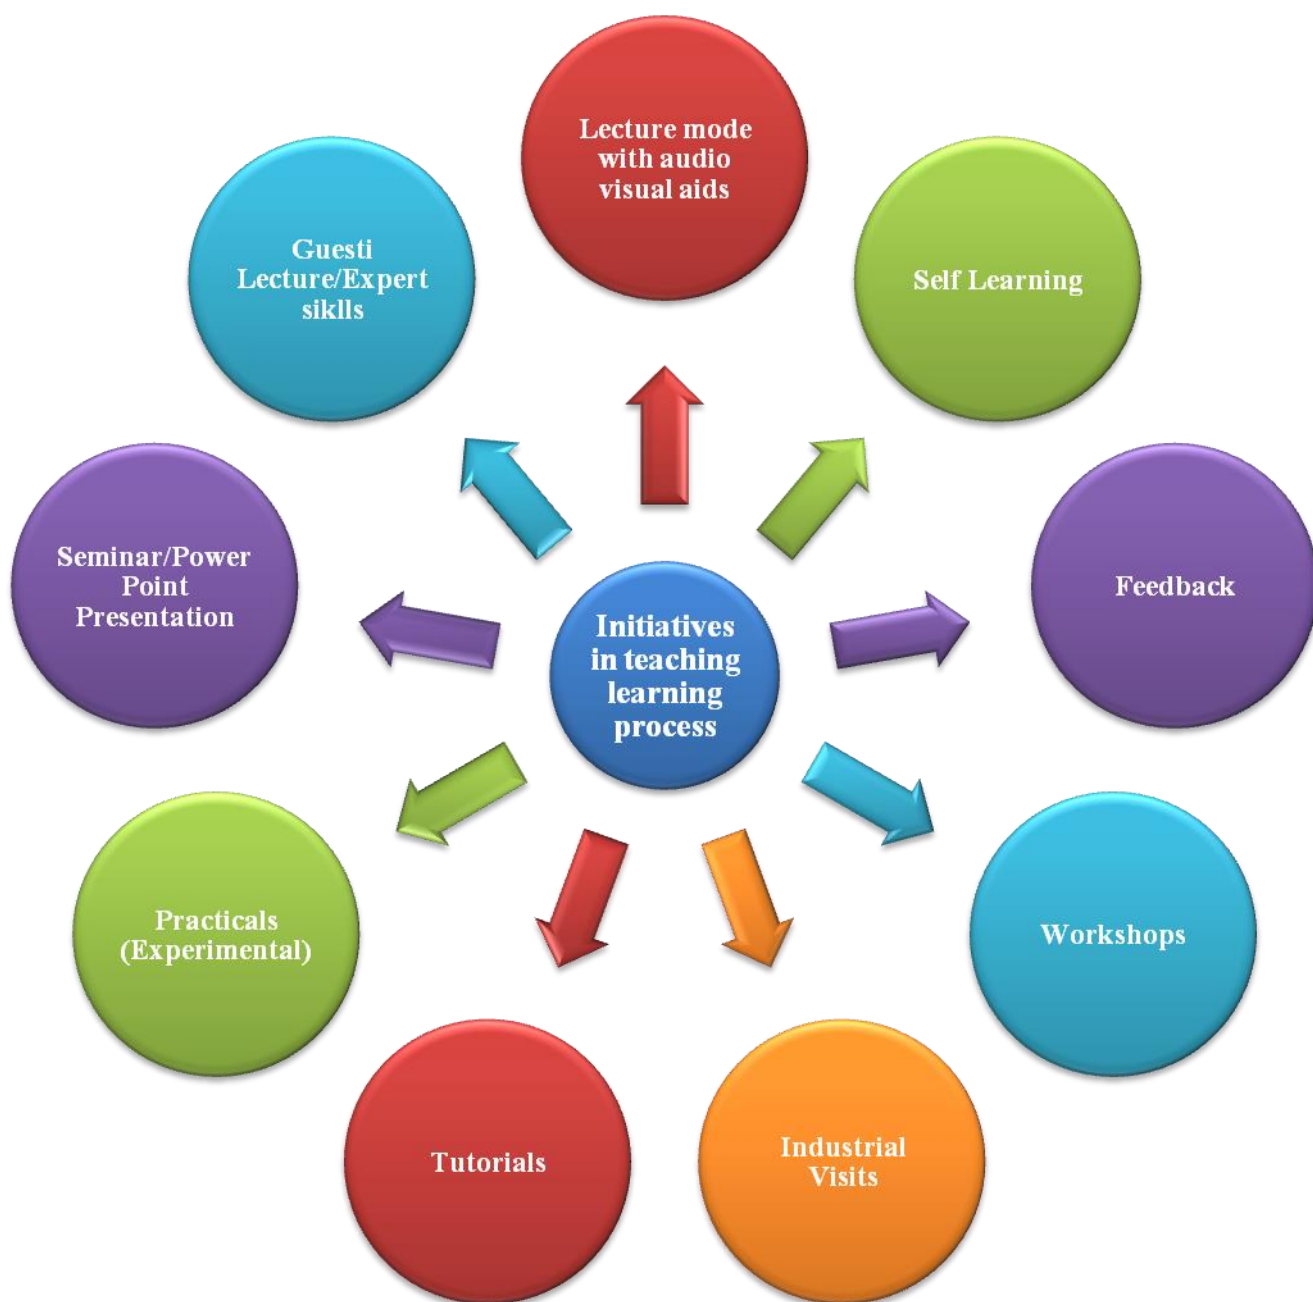 Lecture mode
with audio
visual aids
Self Learning
Feedback
Workshops
Industrial
Visits
Tutorials
Practicals
(Experimental)
Seminar/Power
Point
Presentation
Guesti
Lecture/Expert
siklls
Initiatives
in teaching
learning
process